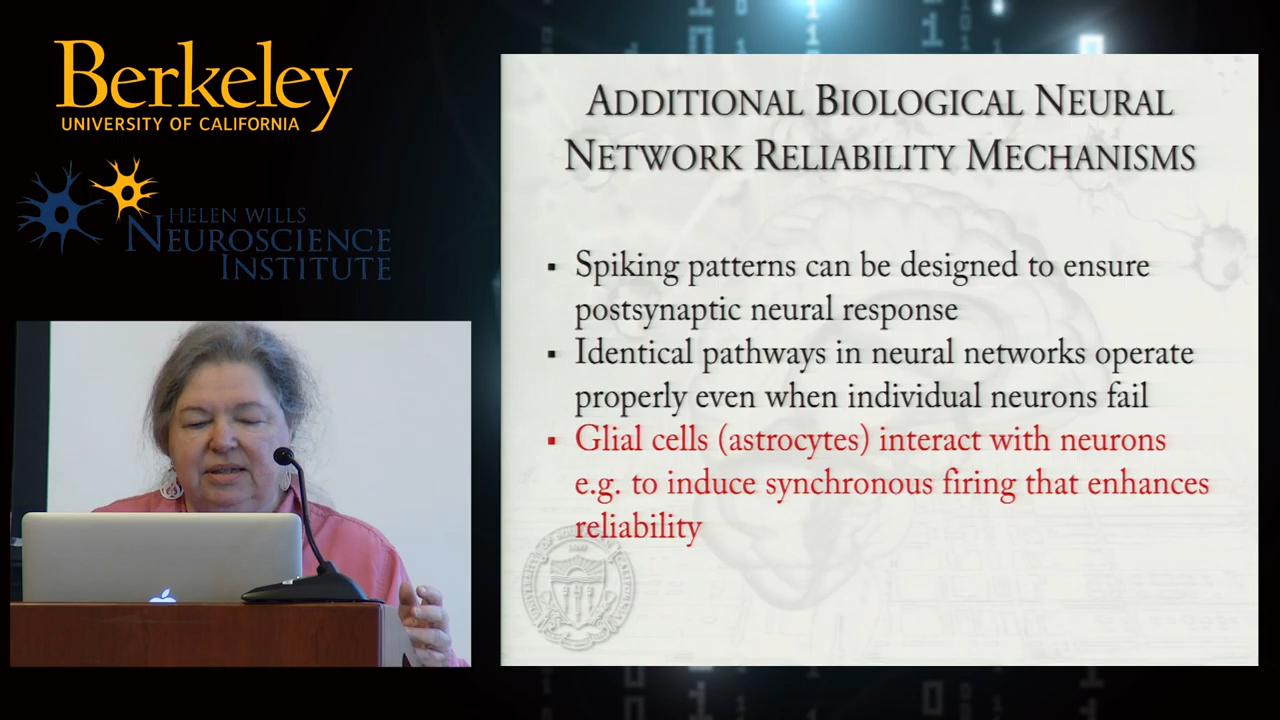 Berkeley
UNIVERSITY OF CALIFORNIA
HELEN WILLS
NEUROSCIENCE
INSTITUTE
ADDITIONAL BIOLOGICAL NEURAL
NETWORK RELIABILITY MECHANISMS
▪ Spiking patterns can be designed to ensure
postsynaptic neural response
▪ Identical pathways in neural networks operate
properly even when individual neurons fail
▪ Glial cells (astrocytes) interact with neurons
e.g. to induce synchronous firing that enhances
reliability